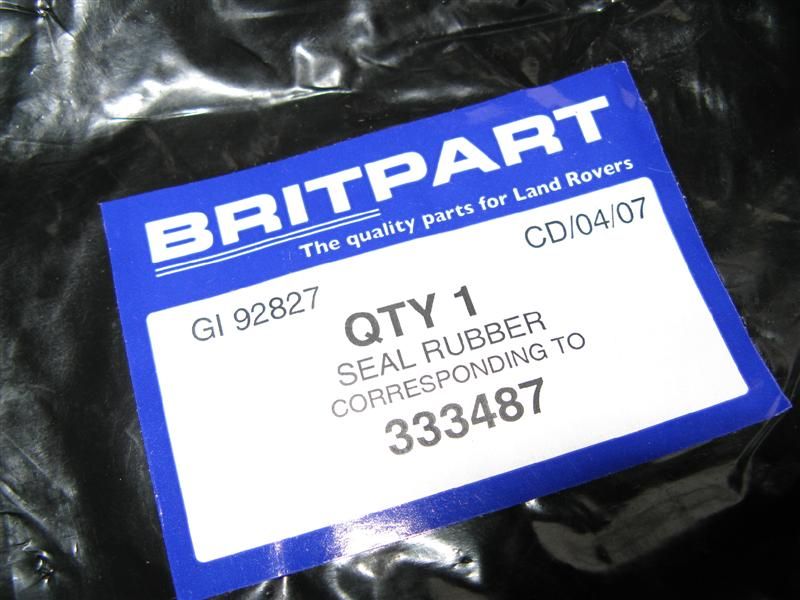 BRITPART
The quality parts for Land Rovers
GI 92827
CD/04/07
QTY 1
SEAL RUBBER
CORRESPONDING TO
333487